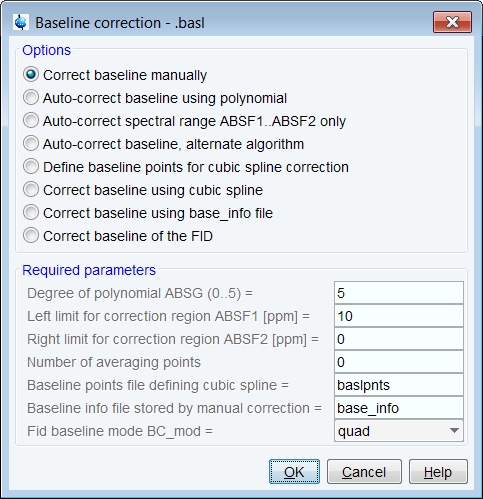 Baseline correction - .basl
Options
Correct baseline manually
Auto-correct baseline using polynomial
Auto-correct spectral range ABSF1..ABSF2 only
Auto-correct baseline, alternate algorithm
Define baseline points for cubic spline correction
Correct baseline using cubic spline
Correct baseline using base_info file
Correct baseline of the FID
Required parameters
Degree of polynomial ABSG (0..5) = 5
Left limit for correction region ABSF1 [ppm] = 10
Right limit for correction region ABSF2 [ppm] = 0
Number of averaging points 0
Baseline points file defining cubic spline = baslpnts
Baseline info file stored by manual correction = base_info
Fid baseline mode BC_mod = quad
OK Cancel Help